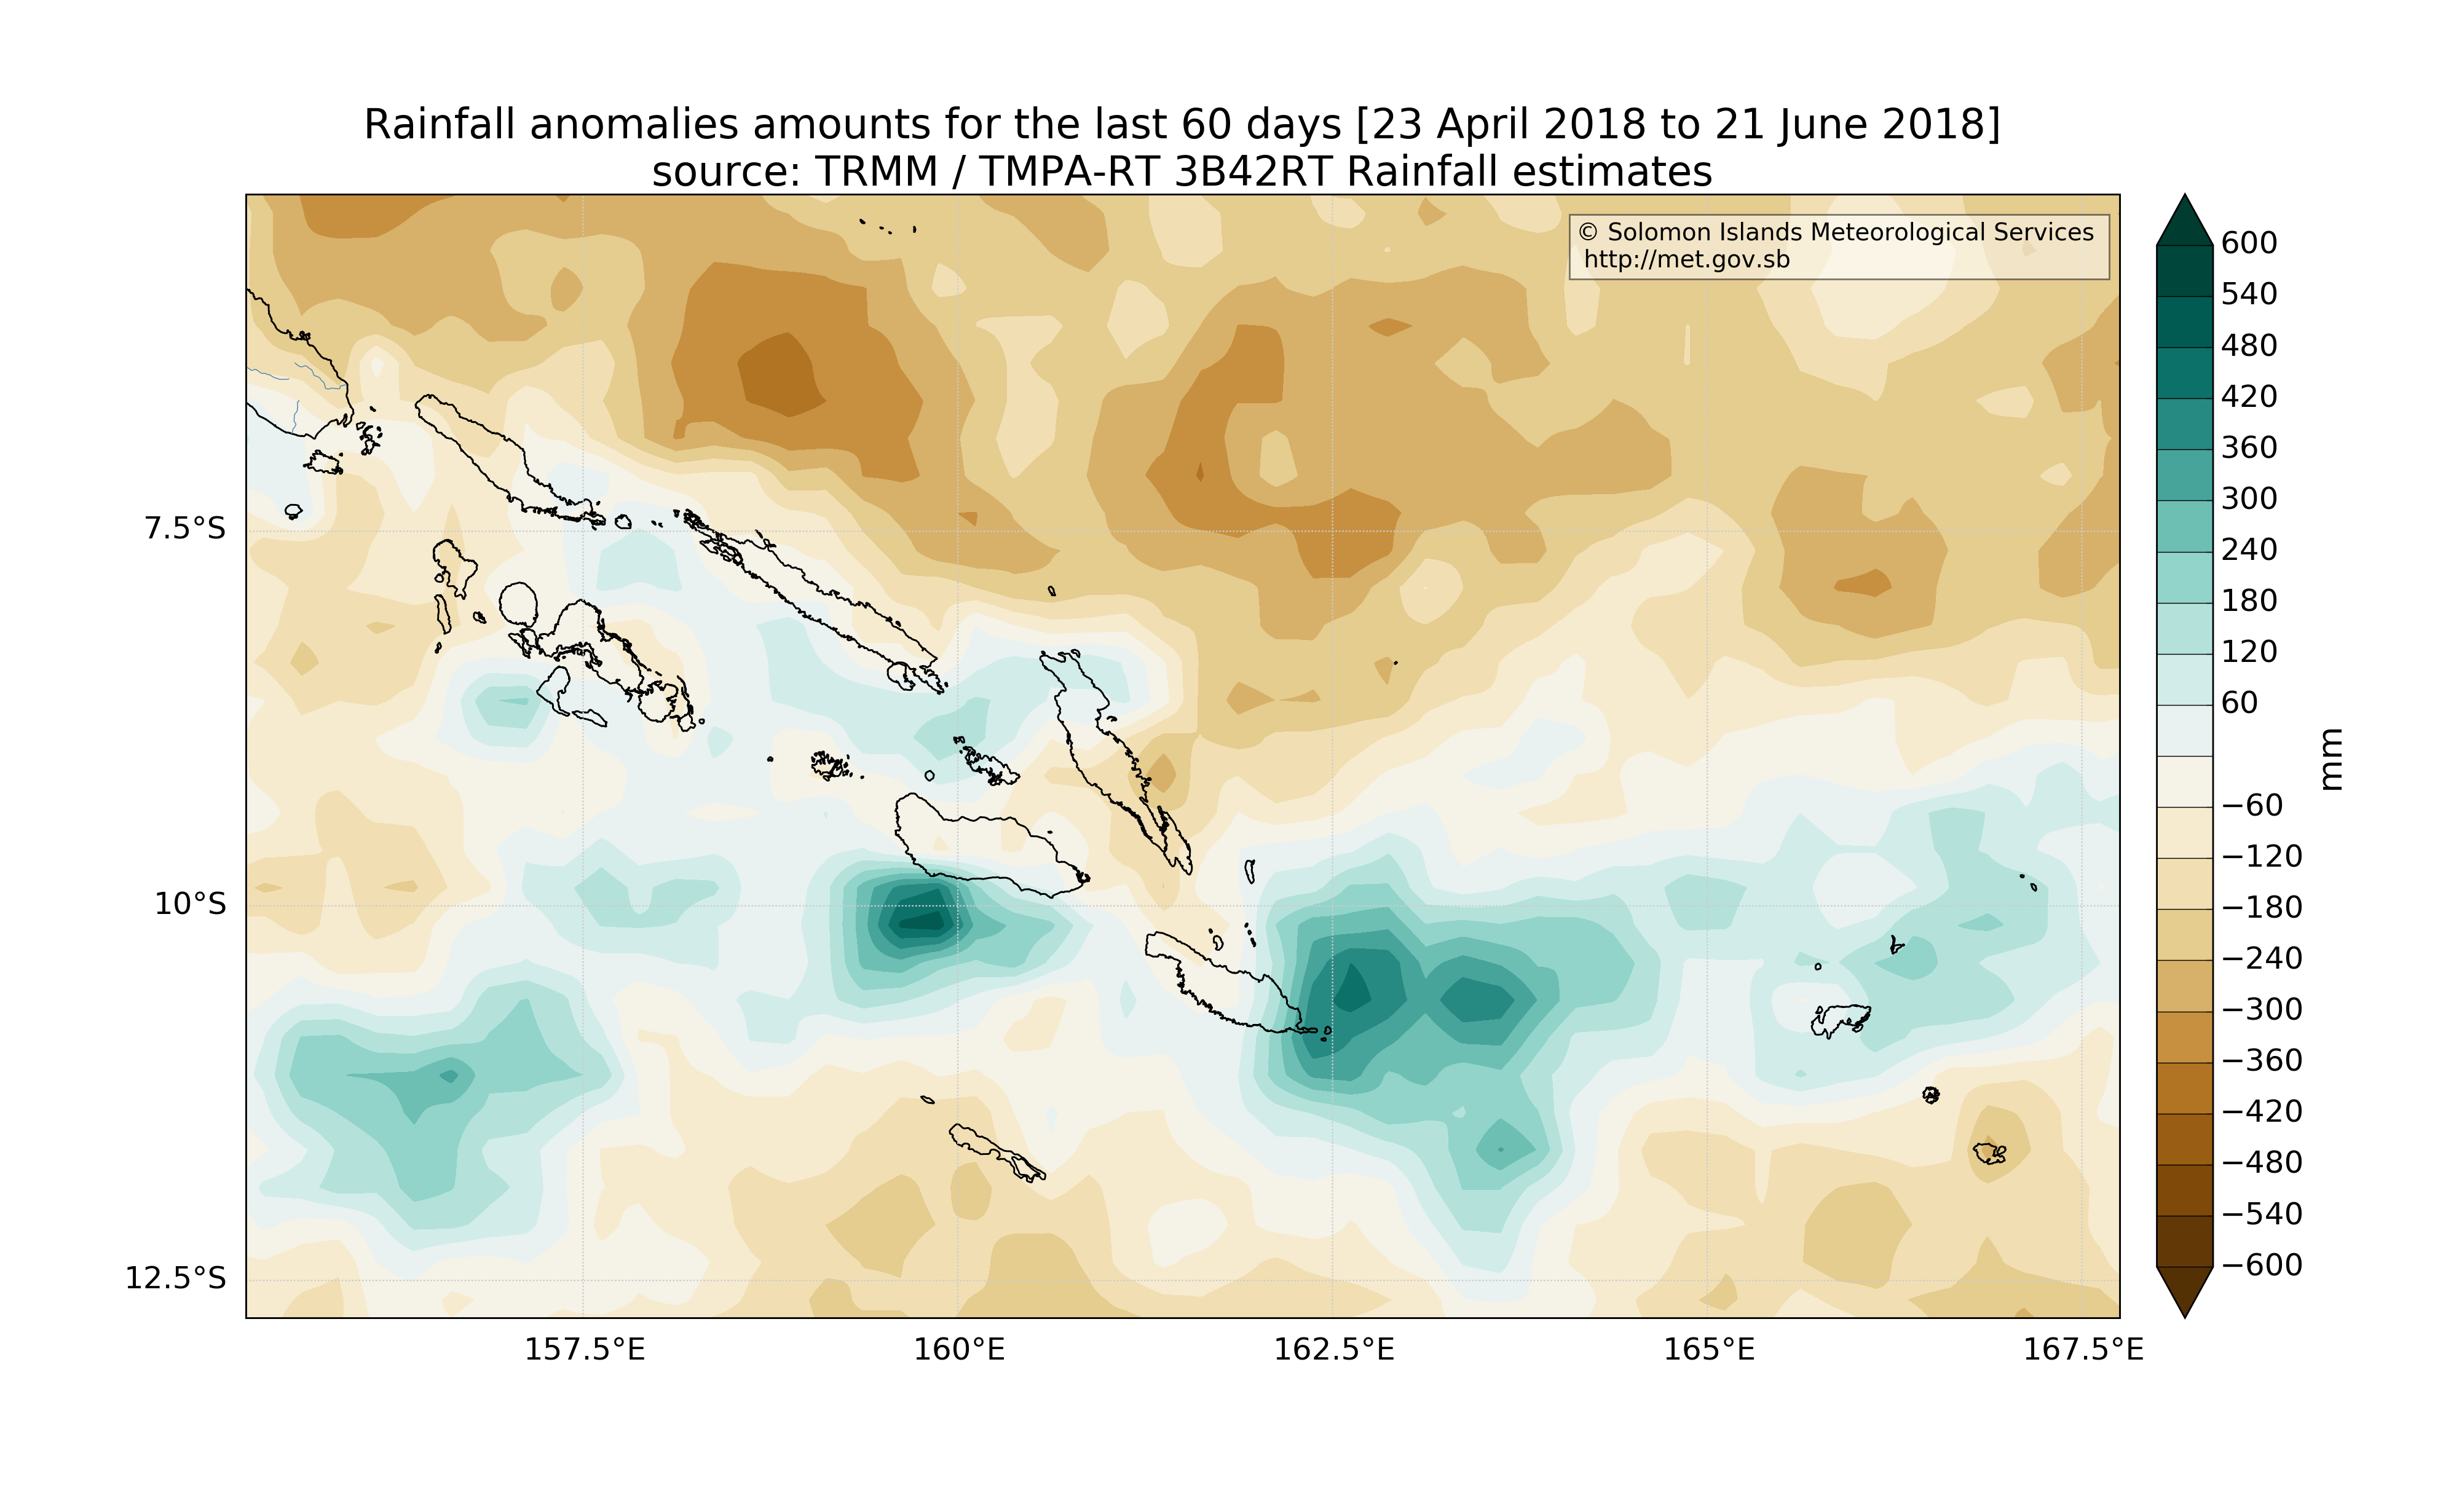 Rainfall anomalies amounts for the last 60 days [23 April 2018 to 21 June 2018]
source: TRMM / TMPA-RT 3B42RT Rainfall estimates
© Solomon Islands Meteorological Services
http://met.gov.sb
7.5°S
10°S
12.5°S
157.5°E
160°E
162.5°E
165°E
167.5°E
600
540
480
420
360
300
240
180
120
60
−60
−120
−180
−240
−300
−360
−420
−480
−540
−600
mm